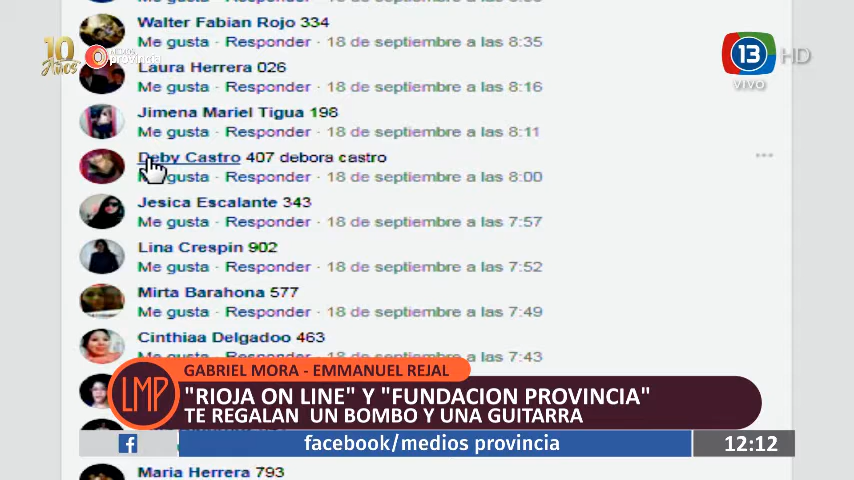 Walter Fabian Rojo 334
Me gusta · Responder · 18 de septiembre a las 8:35
10
Años
MEDIOS
provincia
13
HD
vivo
Laura Herrera 026
Me gusta · Responder · 18 de septiembre a las 8:16
Jimena Mariel Tigua 198
Me gusta · Responder · 18 de septiembre a las 8:11
Deby Castro 407 debora castro
Me gusta · Responder · 18 de septiembre a las 8:00
Jesica Escalante 343
Me gusta · Responder · 18 de septiembre a las 7:57
Lina Crespin 902
Me gusta · Responder · 18 de septiembre a las 7:52
Mirta Barahona 577
Me gusta · Responder · 18 de septiembre a las 7:49
Cinthiaa Delgadoo 463
Me gusta · Responder · 18 de septiembre a las 7:43
GABRIEL MORA - EMMANUEL REJAL
LMP
"RIOJA ON LINE" Y "FUNDACION PROVINCIA"
TE REGALAN UN BOMBO Y UNA GUITARRA
facebook/medios provincia
12:12
Maria Herrera 793